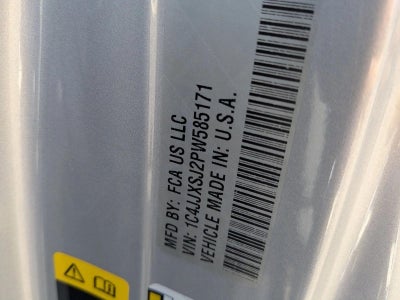 MFD BY: FCA US LLC
VIN: 1C4JJXSJ2PW585171
VEHICLE MADE IN: U.S.A.